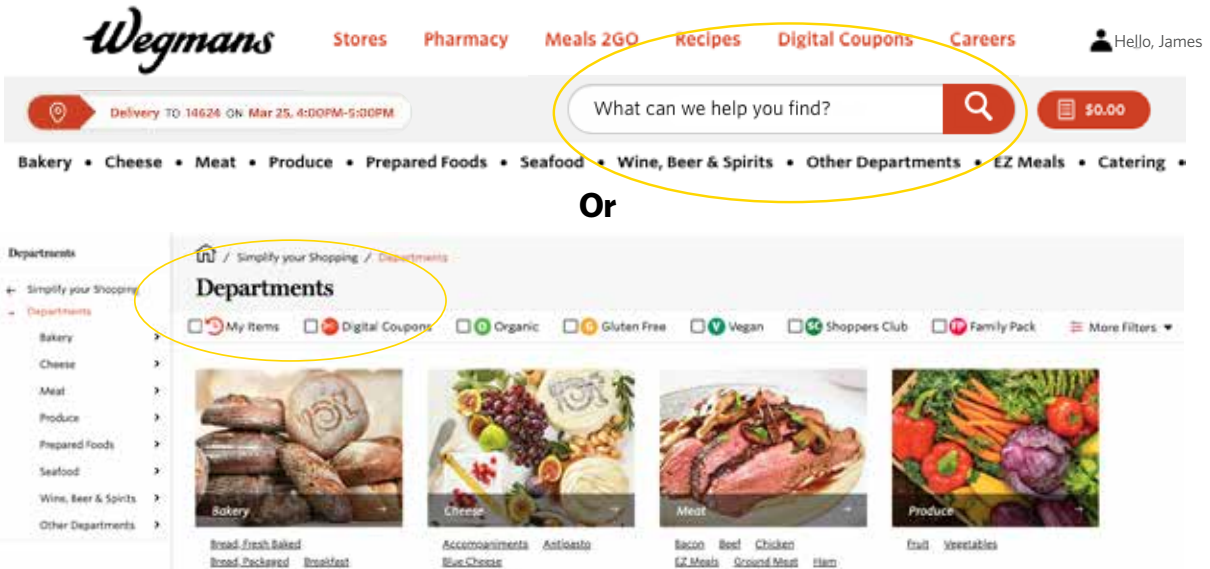 Wegmans
Stores Pharmacy Meals 2GO Recipes Digital Coupons Careers Hello, James
Delivery TO 14624 ON Mar 25, 4:00PM-5:00PM
What can we help you find?
$0.00
Bakery • Cheese • Meat • Produce • Prepared Foods • Seafood • Wine, Beer & Spirits • Other Departments • EZ Meals • Catering •
Or
Departments
/ Simplify your Shopping / Departments
← Simplify your Shopping
Departments
Departments
My Items Digital Coupons Organic Gluten Free Vegan Shoppers Club Family Pack More Filters
Bakery
Cheese
Meat
Produce
Prepared Foods
Seafood
Wine, Beer & Spirits
Other Departments
Bakery → Cheese → Meat → Produce →
Bread, Fresh Baked Accompaniments Antipasto Bacon Beef Chicken Fruit Vegetables
Bread, Packaged Breakfast Blue Cheese EZ Meals Ground Meat Ham